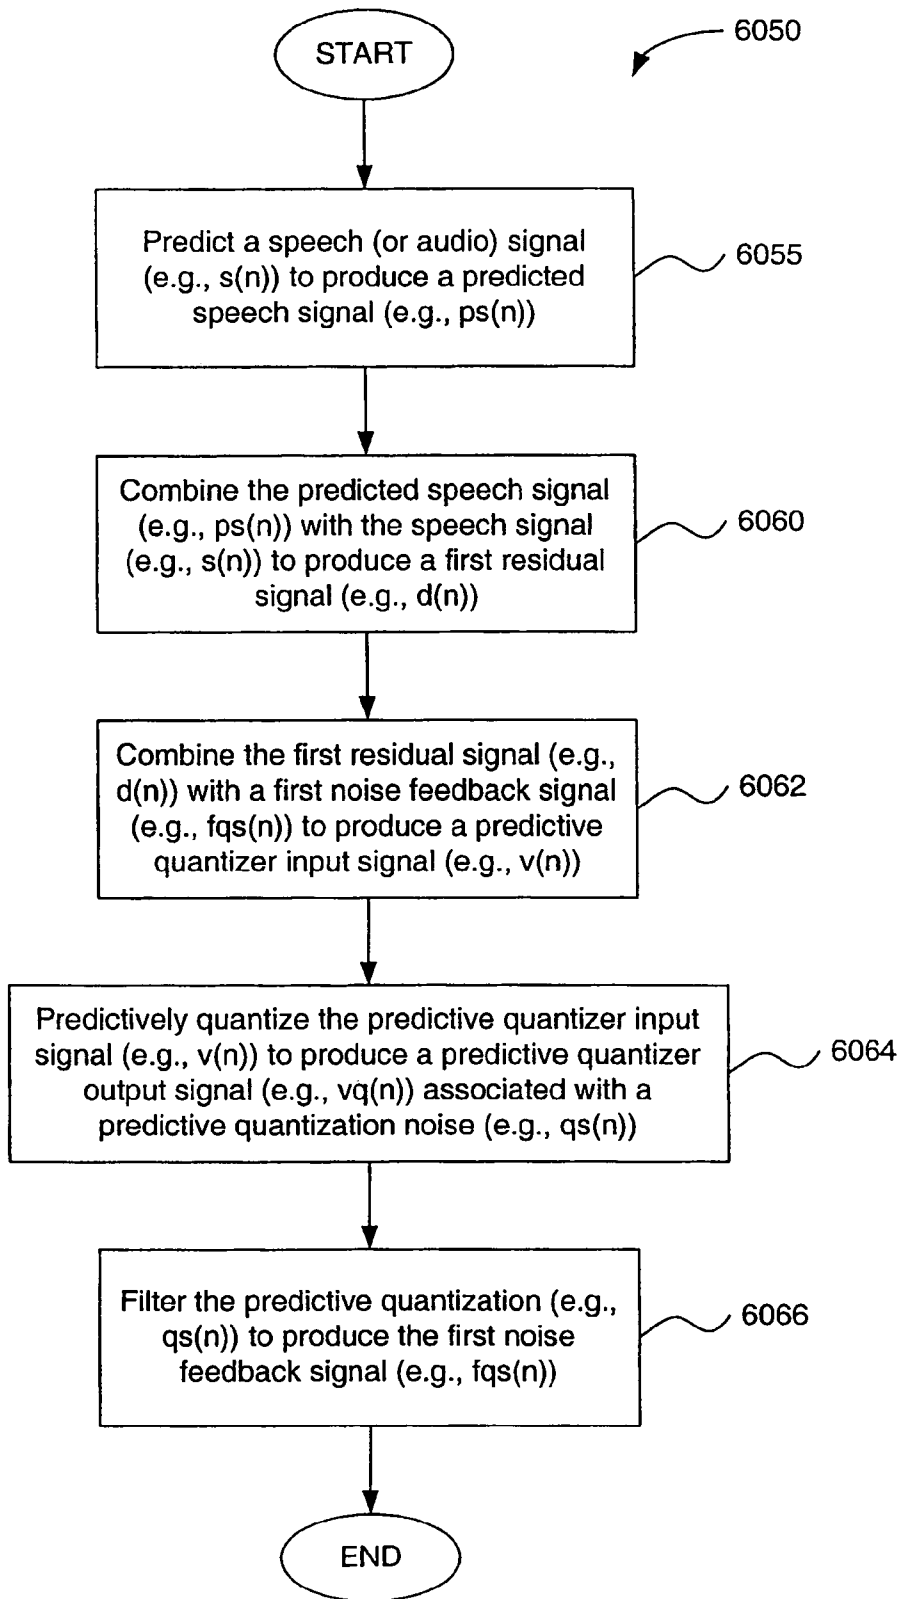 START
6050
Predict a speech (or audio) signal
(e.g., s(n)) to produce a predicted
speech signal (e.g., ps(n))
6055
Combine the predicted speech signal
(e.g., ps(n)) with the speech signal
(e.g., s(n)) to produce a first residual
signal (e.g., d(n))
6060
Combine the first residual signal (e.g.,
d(n)) with a first noise feedback signal
(e.g., fqs(n)) to produce a predictive
quantizer input signal (e.g., v(n))
6062
Predictively quantize the predictive quantizer input
signal (e.g., v(n)) to produce a predictive quantizer
output signal (e.g., vq(n)) associated with a
predictive quantization noise (e.g., qs(n))
6064
Filter the predictive quantization (e.g.,
qs(n)) to produce the first noise
feedback signal (e.g., fqs(n))
6066
END